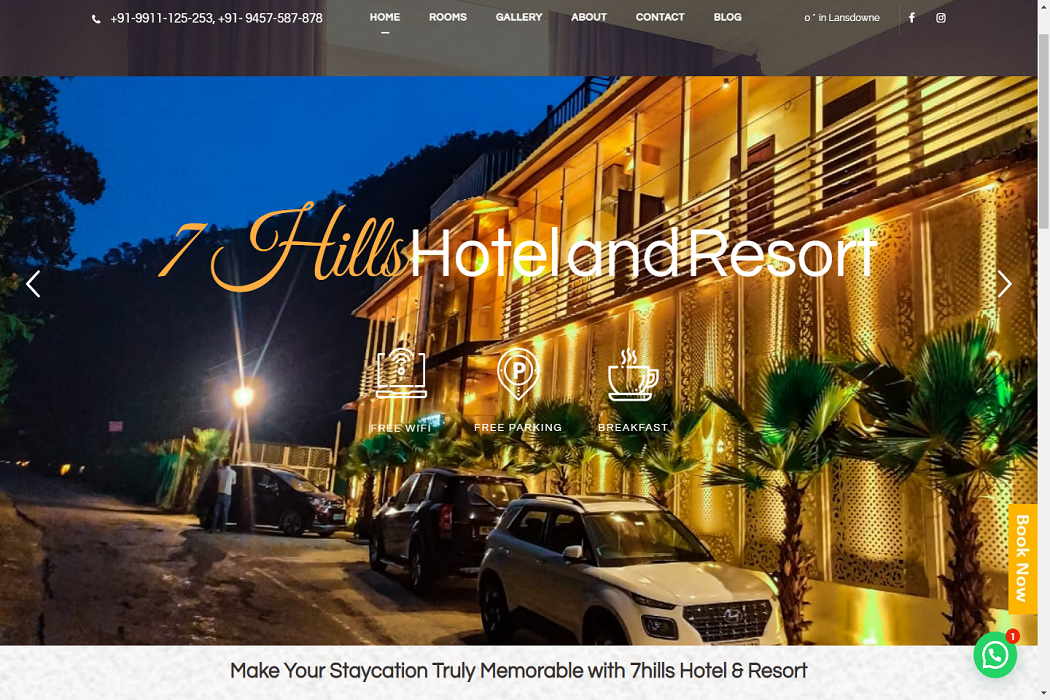 +91-9911-125-253, +91- 9457-587-878
HOME ROOMS GALLERY ABOUT CONTACT BLOG
o ˚ in Lansdowne
7 Hills Hotel and Resort
FREE WIFI FREE PARKING BREAKFAST
Book Now
1
Make Your Staycation Truly Memorable with 7hills Hotel & Resort